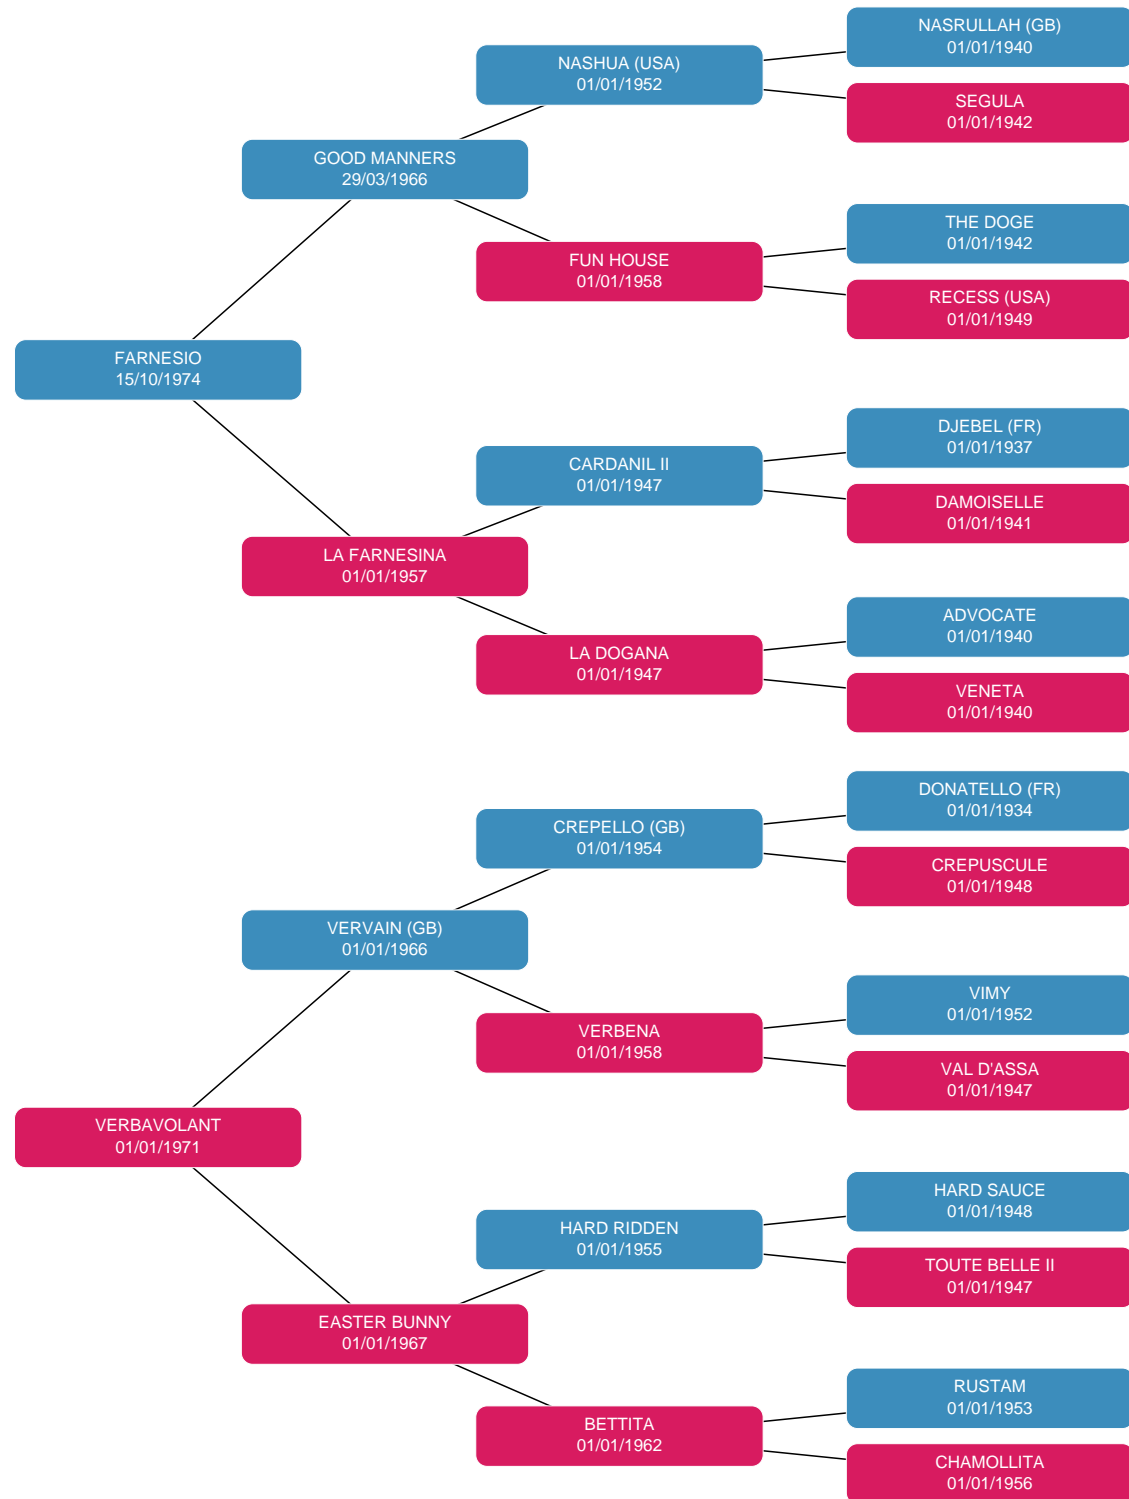 NASRULLAH (GB)
01/01/1940
NASHUA (USA)
01/01/1952
SEGULA
01/01/1942
GOOD MANNERS
29/03/1966
THE DOGE
01/01/1942
FUN HOUSE
01/01/1958
RECESS (USA)
01/01/1949
FARNESIO
15/10/1974
DJEBEL (FR)
01/01/1937
CARDANIL II
01/01/1947
DAMOISELLE
01/01/1941
LA FARNESINA
01/01/1957
ADVOCATE
01/01/1940
LA DOGANA
01/01/1947
VENETA
01/01/1940
DONATELLO (FR)
01/01/1934
CREPELLO (GB)
01/01/1954
CREPUSCULE
01/01/1948
VERVAIN (GB)
01/01/1966
VIMY
01/01/1952
VERBENA
01/01/1958
VAL D'ASSA
01/01/1947
VERBAVOLANT
01/01/1971
HARD SAUCE
01/01/1948
HARD RIDDEN
01/01/1955
TOUTE BELLE II
01/01/1947
EASTER BUNNY
01/01/1967
RUSTAM
01/01/1953
BETTITA
01/01/1962
CHAMOLLITA
01/01/1956